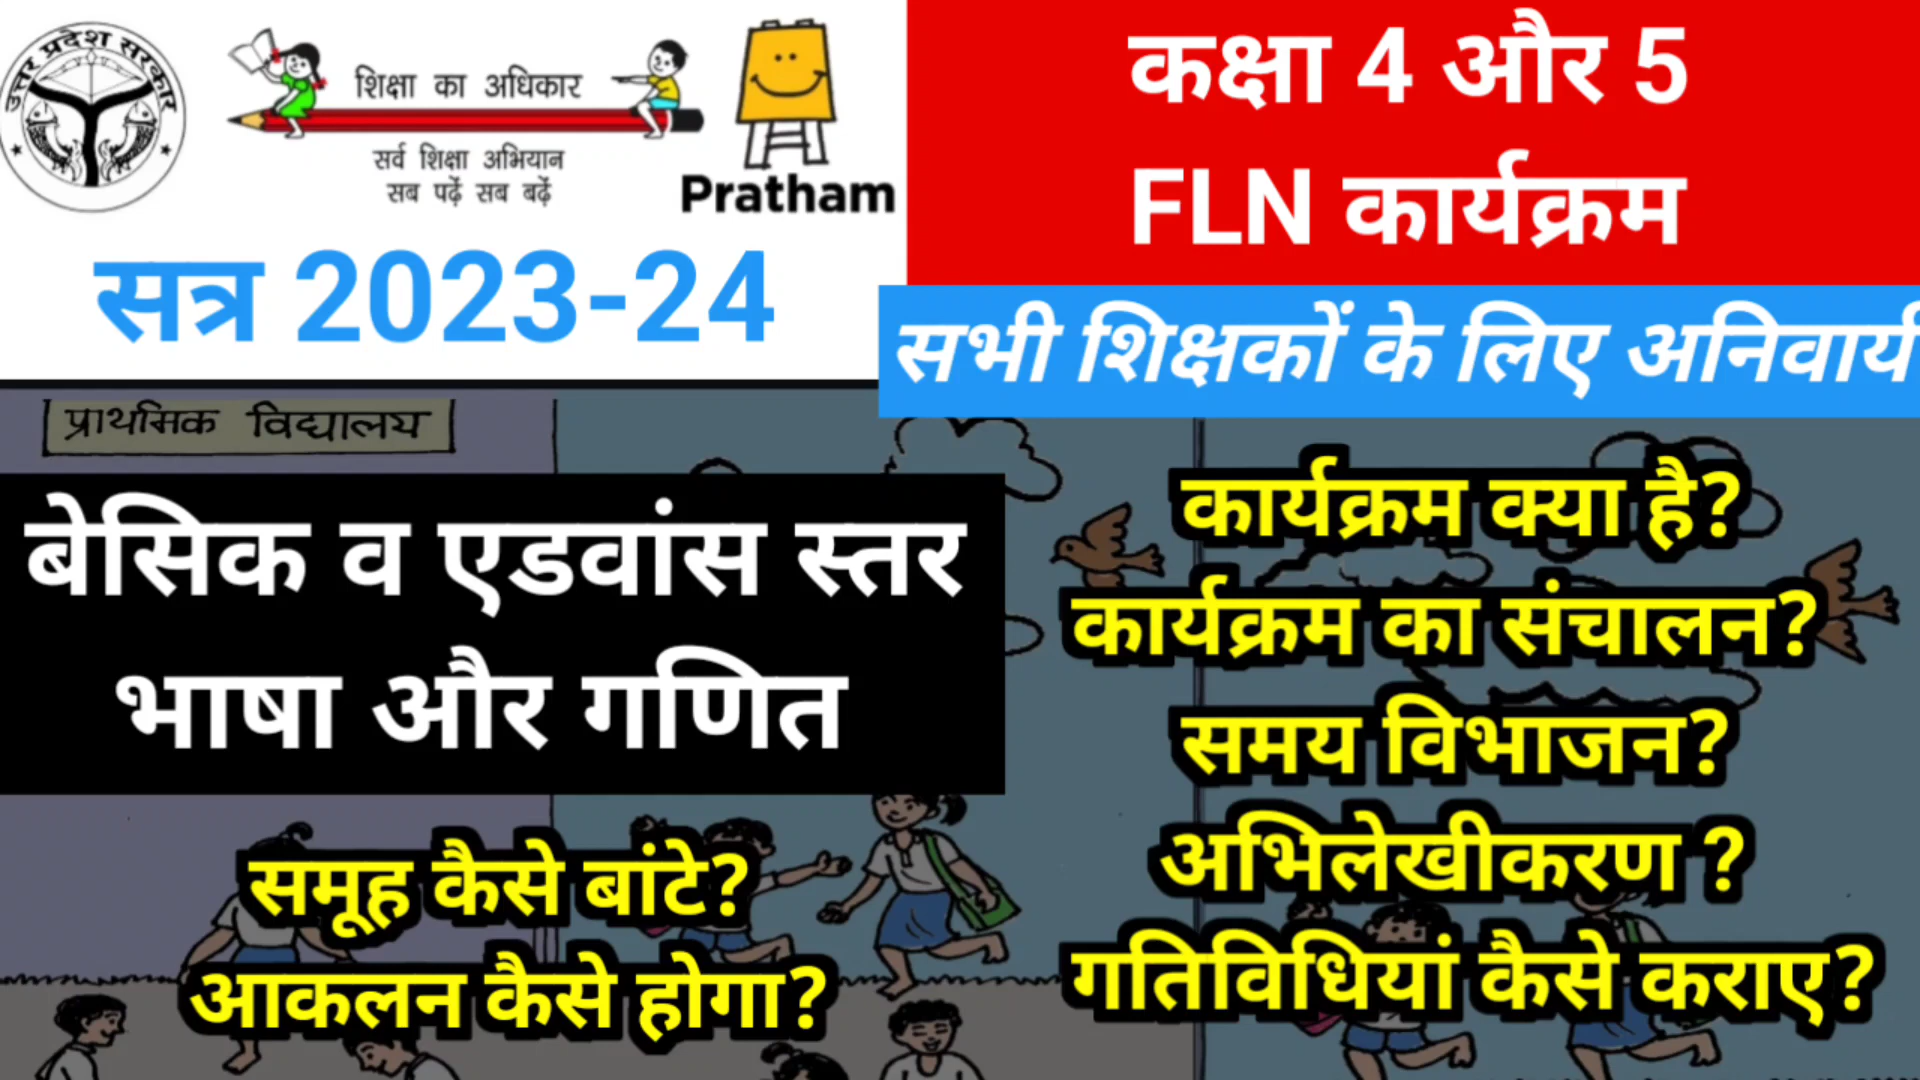 उत्तर प्रदेश सरकार
शिक्षा का अधिकार
सर्व शिक्षा अभियान
सब पढ़ें सब बढ़ें
Pratham
सत्र 2023-24
कक्षा 4 और 5
FLN कार्यक्रम
सभी शिक्षकों के लिए अनिवार्य
प्राथमिक विद्यालय
बेसिक व एडवांस स्तर
भाषा और गणित
समूह कैसे बांटे?
आकलन कैसे होगा?
कार्यक्रम क्या है?
कार्यक्रम का संचालन?
समय विभाजन?
अभिलेखीकरण ?
गतिविधियां कैसे कराए?